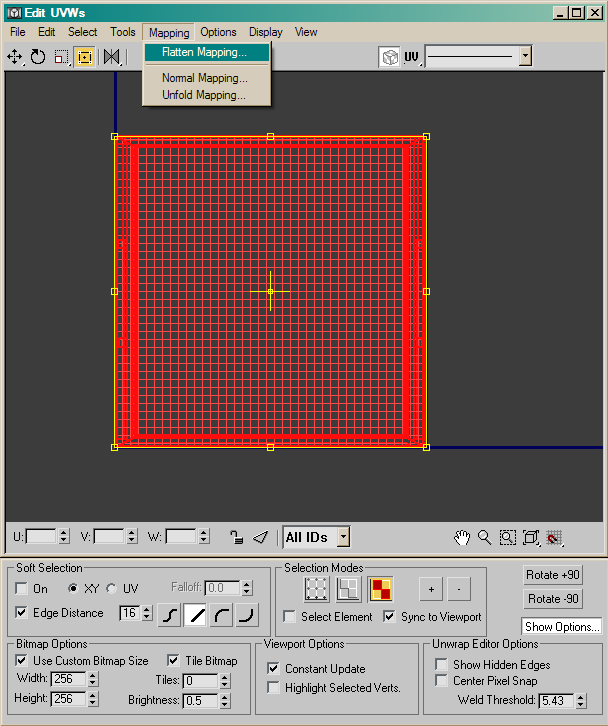 Edit UVWs
File Edit Select Tools Mapping Options Display View
Flatten Mapping...
UV
Normal Mapping...
Unfold Mapping...
U: V: W: All IDs
Soft Selection
On XY UV Falloff: 0.0
Edge Distance 16
Selection Modes
+ -
Select Element Sync to Viewport
Rotate +90
Rotate -90
Show Options...
Bitmap Options
Use Custom Bitmap Size Tile Bitmap
Width: 256 Tiles: 0
Height: 256 Brightness: 0.5
Viewport Options
Constant Update
Highlight Selected Verts.
Unwrap Editor Options
Show Hidden Edges
Center Pixel Snap
Weld Threshold: 5.43